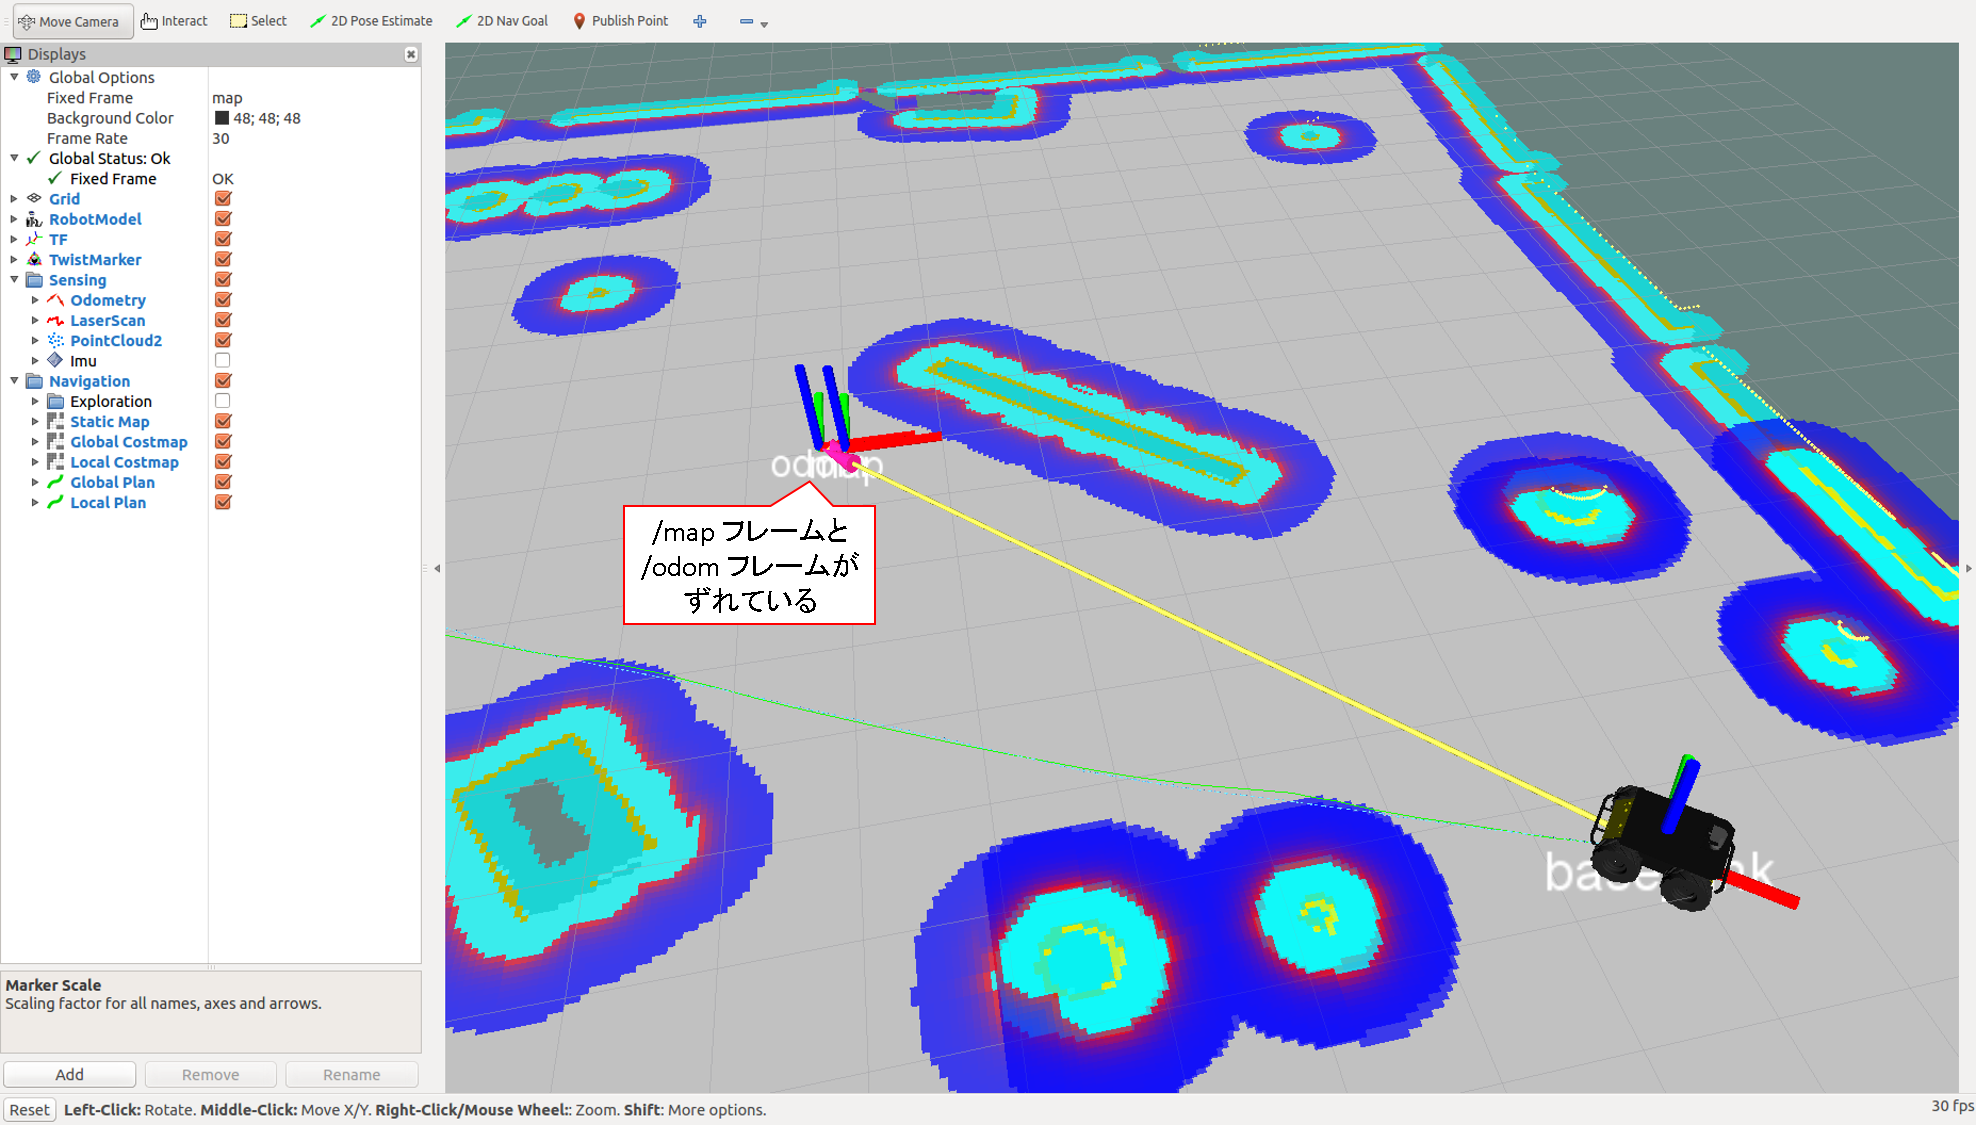 Move Camera
Interact
Select
2D Pose Estimate
2D Nav Goal
Publish Point
Displays
Global Options
Fixed Frame map
Background Color 48; 48; 48
Frame Rate 30
Global Status: Ok
Fixed Frame OK
Grid
RobotModel
TF
TwistMarker
Sensing
Odometry
LaserScan
PointCloud2
Imu
Navigation
Exploration
Static Map
Global Costmap
Local Costmap
Global Plan
Local Plan
/map フレームと
/odom フレームが
ずれている
Marker Scale
Scaling factor for all names, axes and arrows.
Add
Remove
Rename
Reset
Left-Click: Rotate. Middle-Click: Move X/Y. Right-Click/Mouse Wheel:: Zoom. Shift: More options.
30 fps